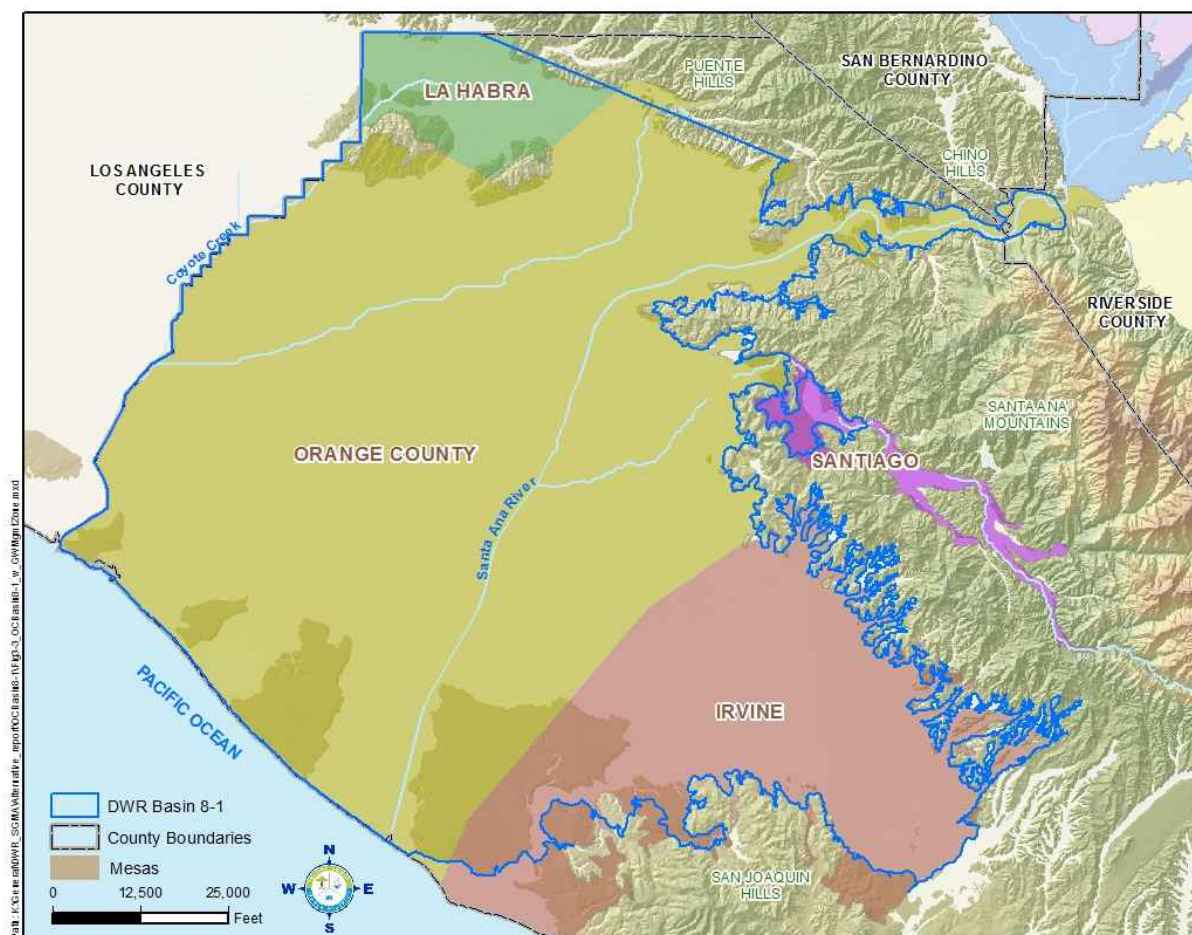 SAN BERNARDINO
COUNTY
PUENTE
HILLS
LA HABRA
LOS ANGELES
COUNTY
CHINO
HILLS
Coyote Creek
RIVERSIDE
COUNTY
SANTA ANA
MOUNTAINS
ORANGE COUNTY
SANTIAGO
Santa Ana River
PACIFIC OCEAN
IRVINE
SAN JOAQUIN
HILLS
DWR Basin 8-1
County Boundaries
Mesas
0 12,500 25,000
Feet
N
W E
S